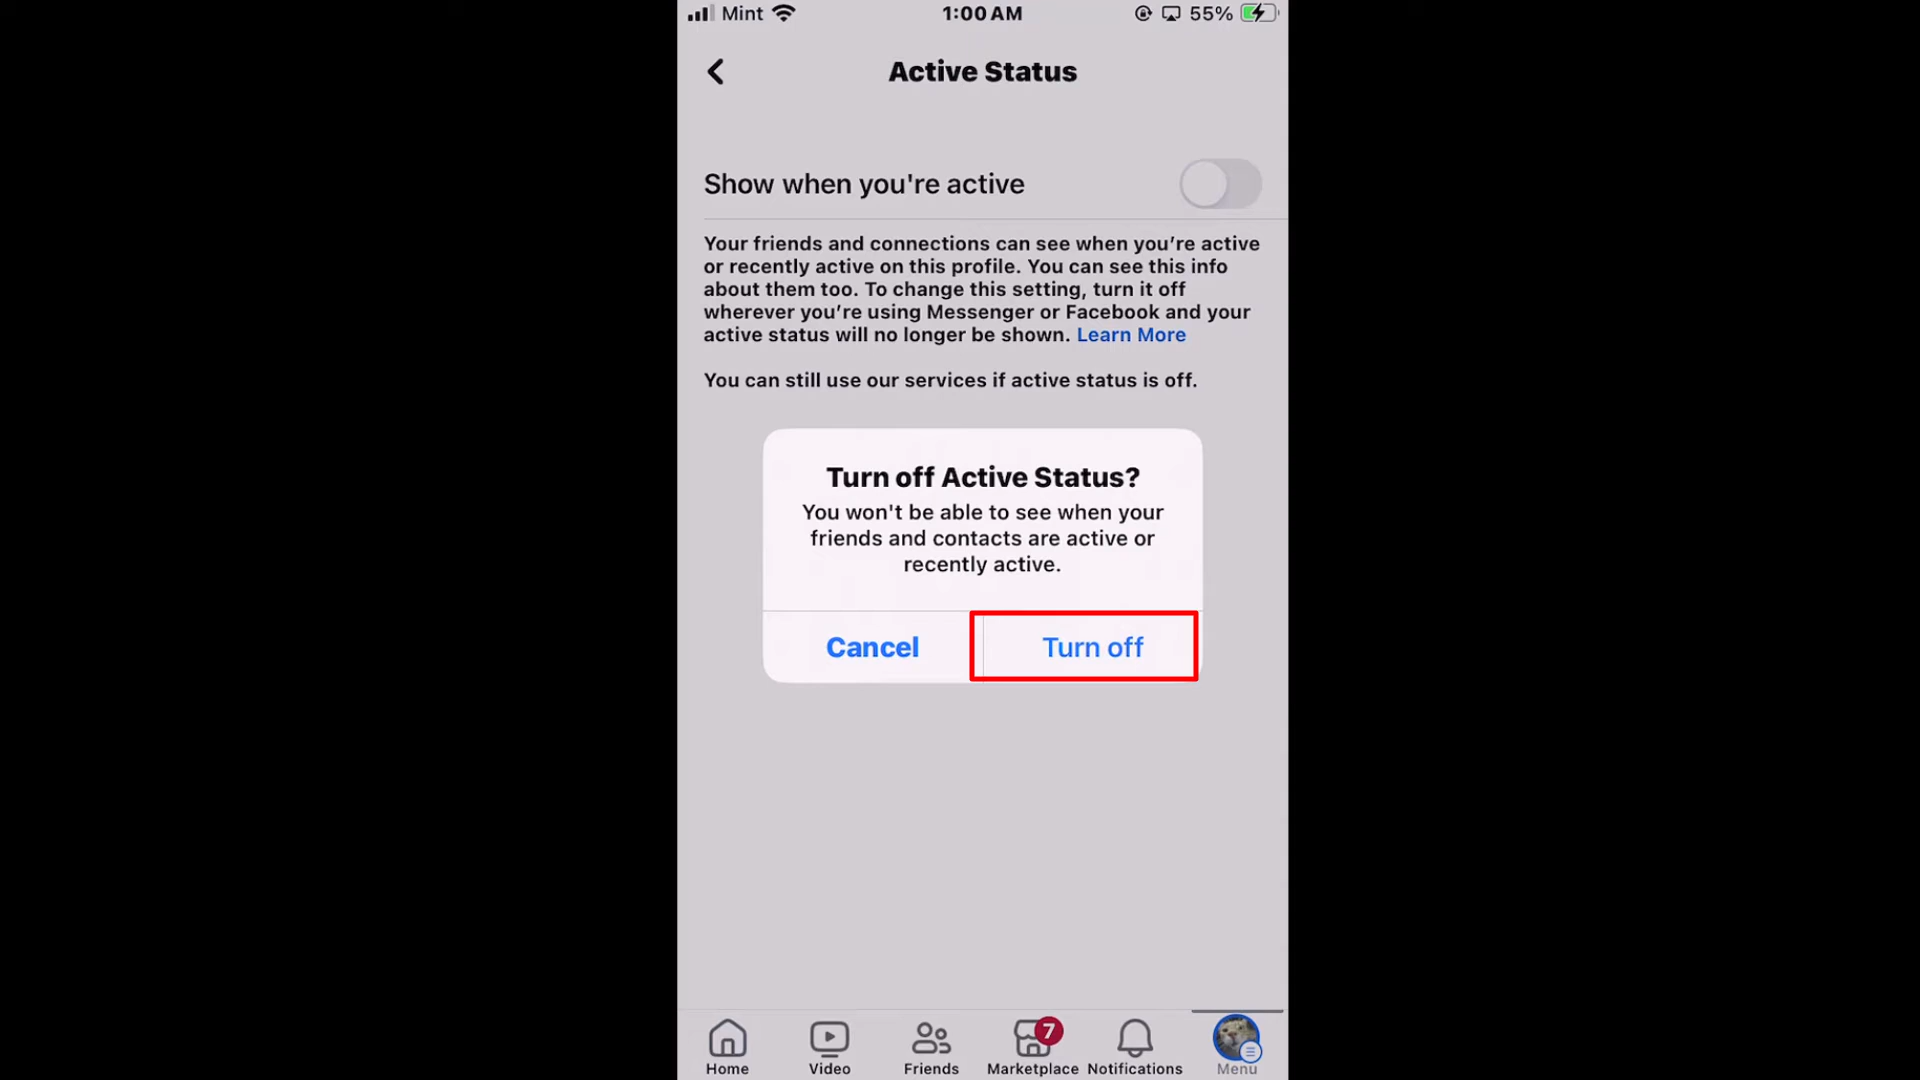 Mint 1:00 AM 55%
Active Status
Show when you're active
Your friends and connections can see when you’re active
or recently active on this profile. You can see this info
about them too. To change this setting, turn it off
wherever you’re using Messenger or Facebook and your
active status will no longer be shown. Learn More
You can still use our services if active status is off.
Turn off Active Status?
You won't be able to see when your
friends and contacts are active or
recently active.
Cancel Turn off
7
Home Video Friends Marketplace Notifications Menu